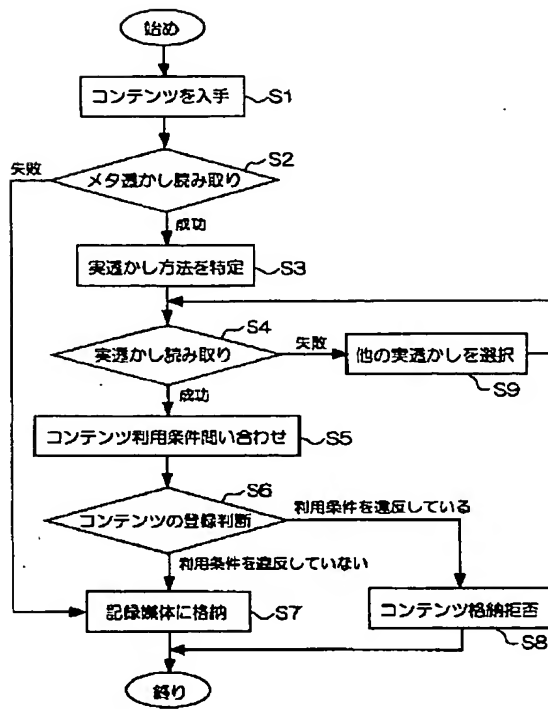 始め
コンテンツを入手 S1
失敗
メタ透かし読み取り S2
成功
実透かし方法を特定 S3
実透かし読み取り S4
失敗
他の実透かしを選択 S9
成功
コンテンツ利用条件問い合わせ S5
コンテンツの登録判断 S6
利用条件を違反している
利用条件を違反していない
記録媒体に格納 S7
コンテンツ格納拒否 S8
終り